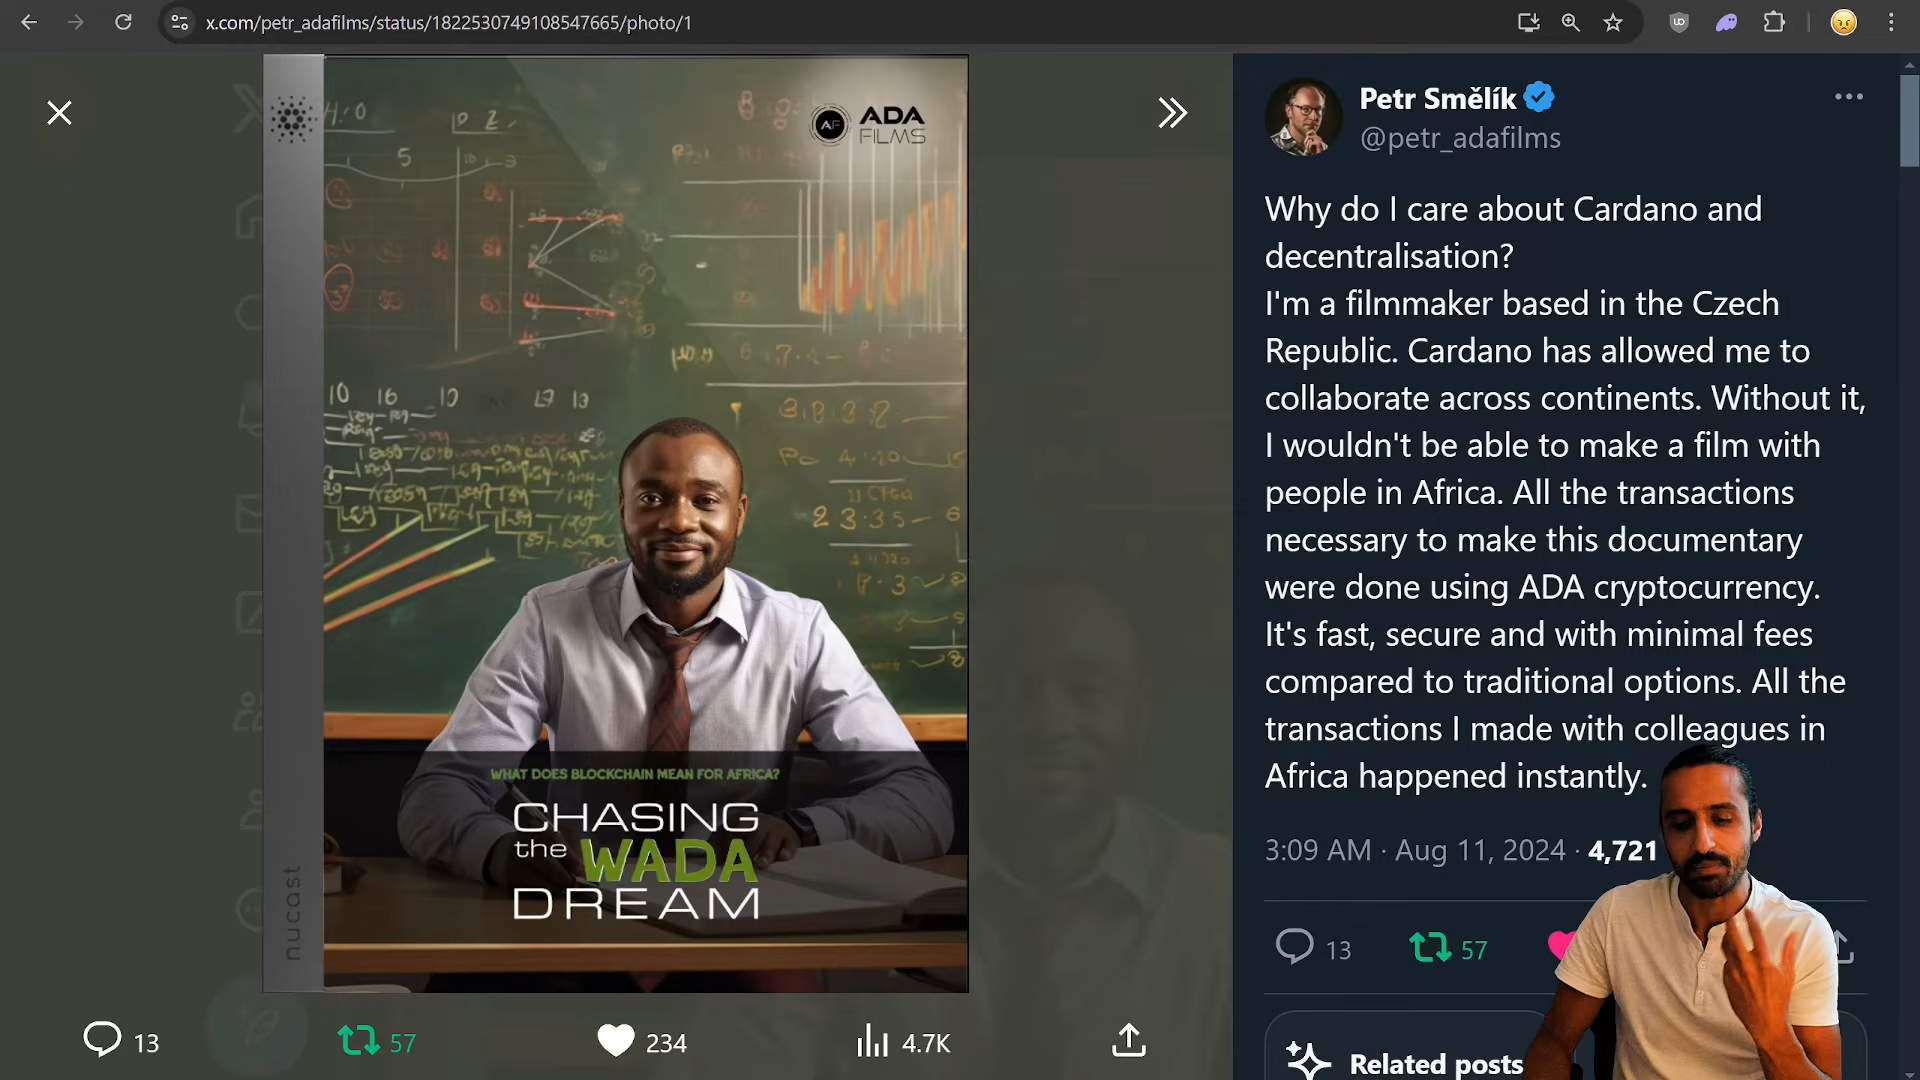 x.com/petr_adafilms/status/1822530749108547665/photo/1
ADA
FILMS
AF
WHAT DOES BLOCKCHAIN MEAN FOR AFRICA?
CHASING
the WADA
DREAM
nucast
13
57
234
4.7K
Petr Smělík
@petr_adafilms
Why do I care about Cardano and
decentralisation?
I'm a filmmaker based in the Czech
Republic. Cardano has allowed me to
collaborate across continents. Without it,
I wouldn't be able to make a film with
people in Africa. All the transactions
necessary to make this documentary
were done using ADA cryptocurrency.
It's fast, secure and with minimal fees
compared to traditional options. All the
transactions I made with colleagues in
Africa happened instantly.
3:09 AM · Aug 11, 2024 · 4,721
13
57
Related posts